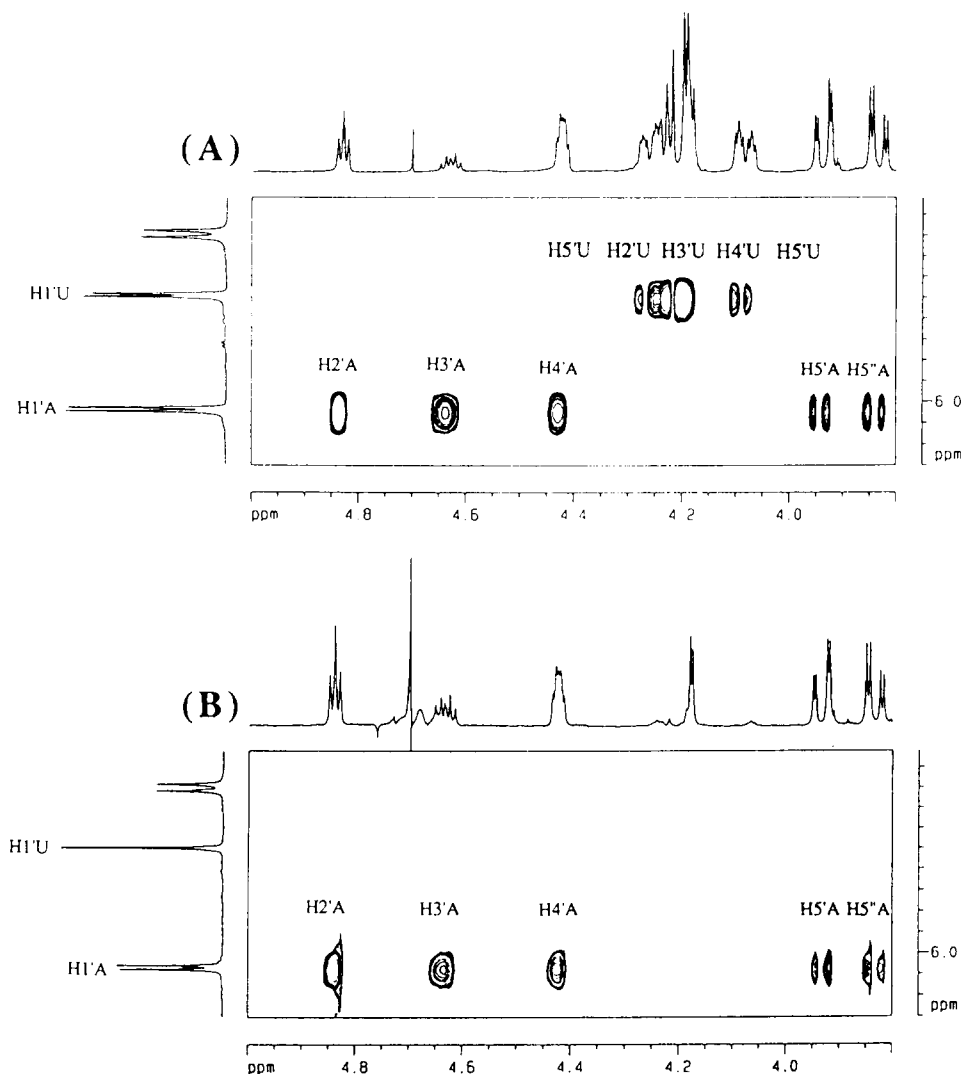 (A)
H5'U H2'U H3'U H4'U H5'U
H1'U
H2'A H3'A H4'A H5'A H5"A
H1'A
6.0
ppm
ppm 4.8 4.6 4.4 4.2 4.0
(B)
H1'U
H2'A H3'A H4'A H5'A H5"A
H1'A
6.0
ppm
ppm 4.8 4.6 4.4 4.2 4.0